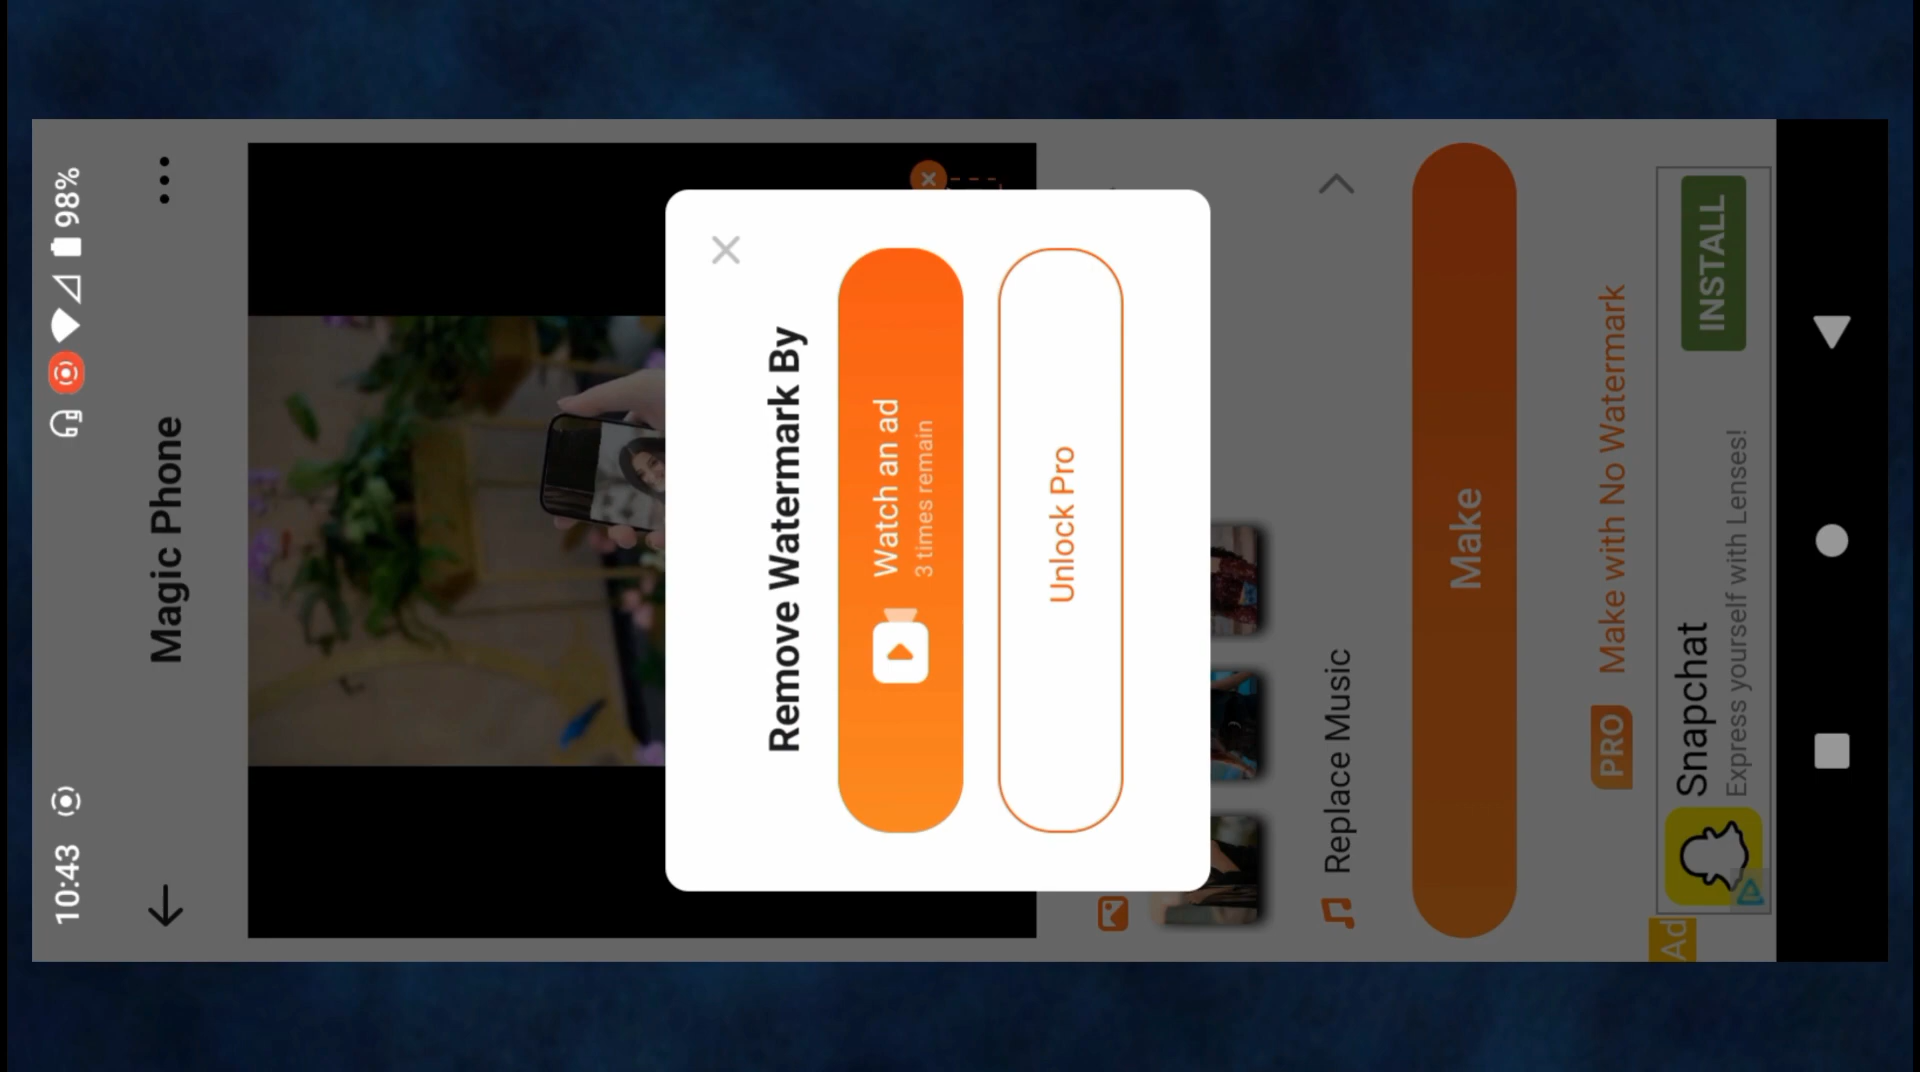 10:43
98%
Magic Phone
Remove Watermark By
Watch an ad
3 times remain
Unlock Pro
Replace Music
Make
PRO Make with No Watermark
Ad
Snapchat
Express yourself with Lenses!
INSTALL